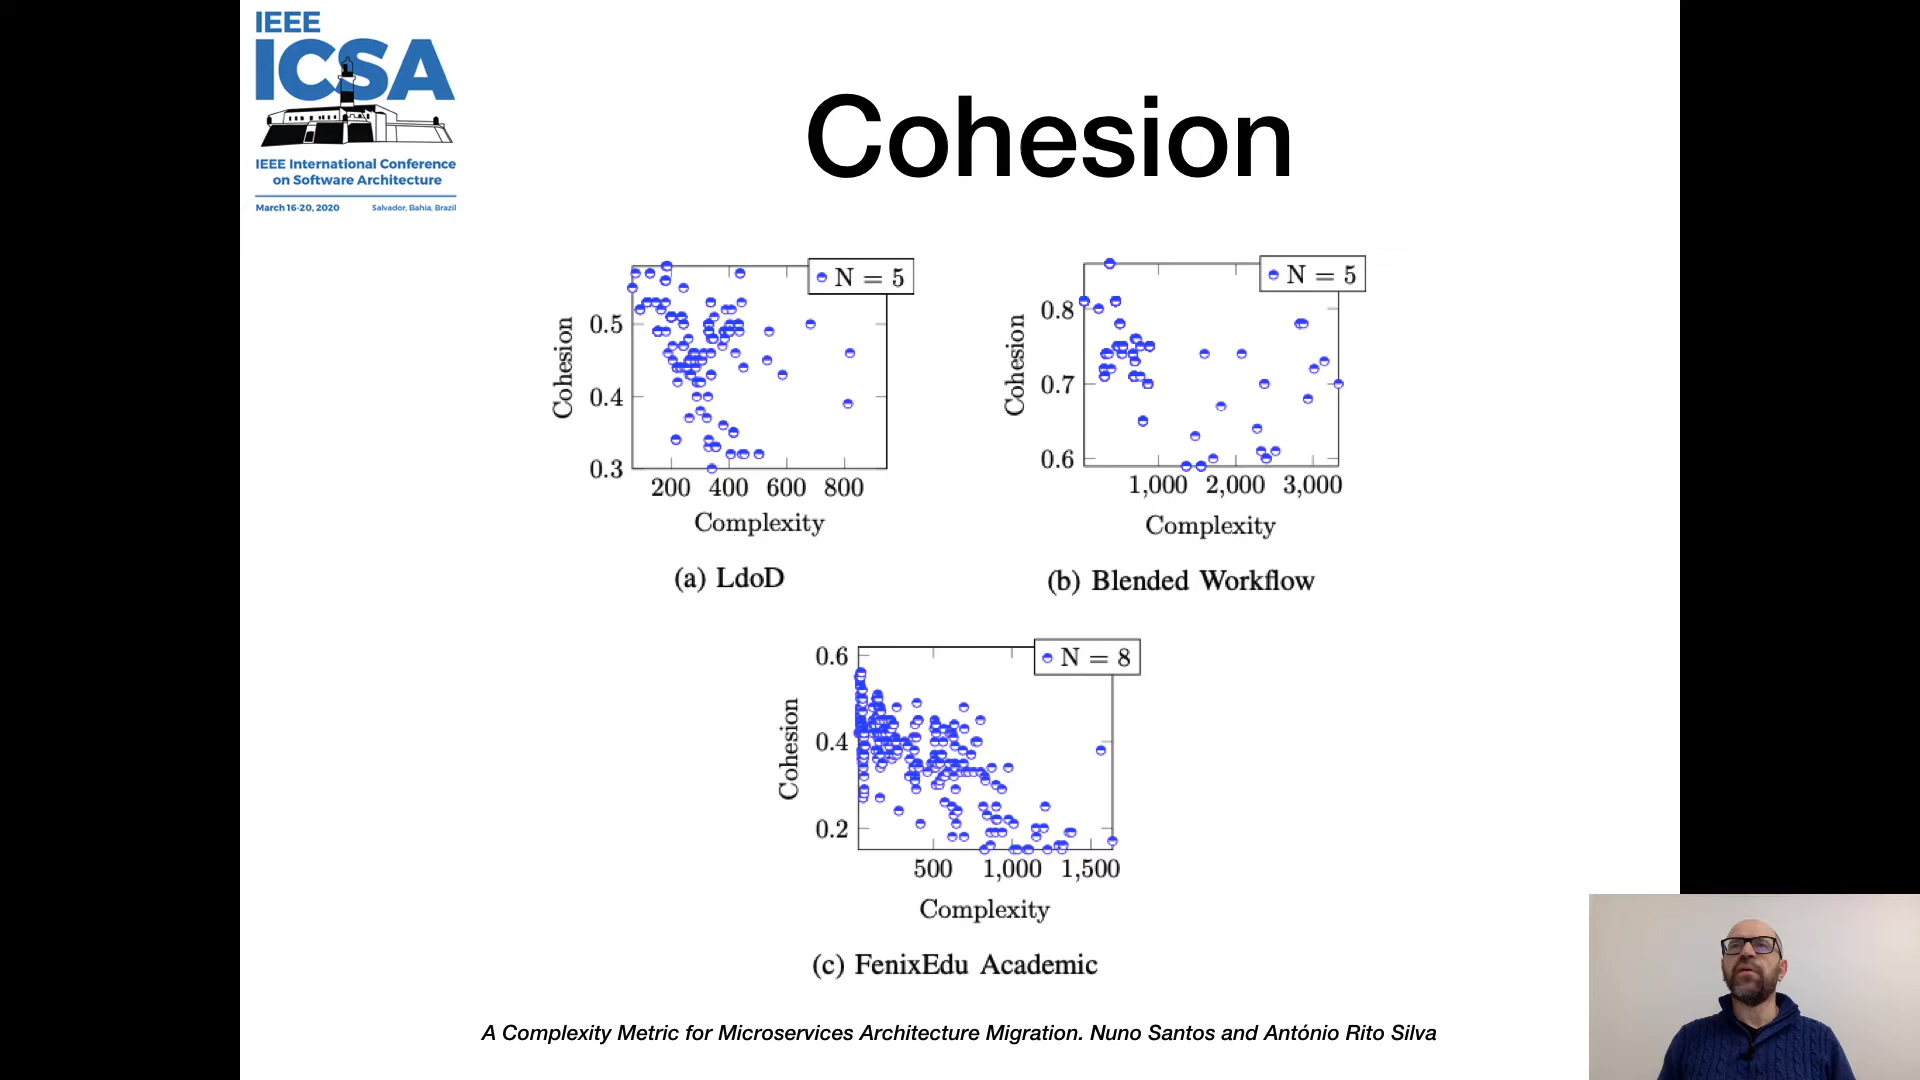 IEEE
ICSA
IEEE International Conference
on Software Architecture
March 16-20, 2020 Salvador, Bahia, Brazil
Cohesion
N = 5
0.5
0.4
0.3
Cohesion
200 400 600 800
Complexity
(a) LdoD
N = 5
0.8
0.7
0.6
Cohesion
1,000 2,000 3,000
Complexity
(b) Blended Workflow
N = 8
0.6
0.4
0.2
Cohesion
500 1,000 1,500
Complexity
(c) FenixEdu Academic
A Complexity Metric for Microservices Architecture Migration. Nuno Santos and António Rito Silva